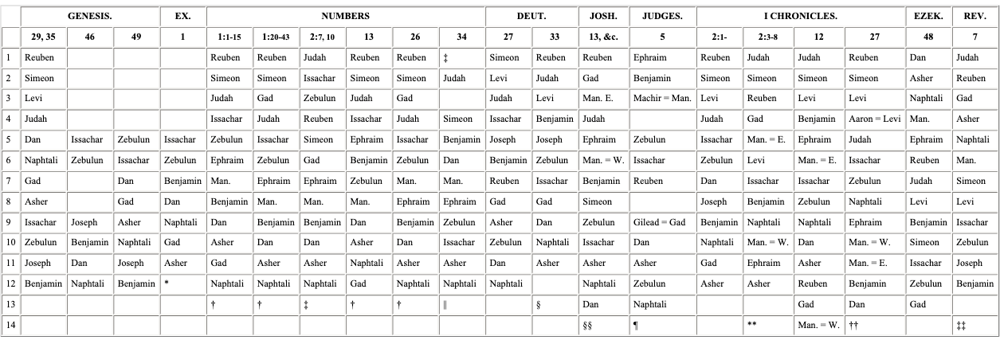 GENESIS. EX. NUMBERS DEUT. JOSH. JUDGES. I CHRONICLES. EZEK. REV.
29, 35 46 49 1 1:1-15 1:20-43 2:7, 10 13 26 34 27 33 13, &c. 5 2:1- 2:3-8 12 27 48 7
1 Reuben Reuben Reuben Judah Reuben Reuben ‡ Simeon Reuben Reuben Ephraim Reuben Judah Judah Reuben Dan Judah
2 Simeon Simeon Simeon Issachar Simeon Simeon Judah Levi Judah Gad Benjamin Simeon Simeon Simeon Simeon Asher Reuben
3 Levi Judah Gad Zebulun Judah Gad Judah Levi Man. E. Machir = Man. Levi Reuben Levi Levi Naphtali Gad
4 Judah Issachar Judah Reuben Issachar Judah Simeon Issachar Benjamin Judah Judah Gad Benjamin Aaron = Levi Man. Asher
5 Dan Issachar Zebulun Issachar Zebulun Issachar Simeon Ephraim Issachar Benjamin Joseph Joseph Ephraim Zebulun Issachar Man. = E. Ephraim Judah Ephraim Naphtali
6 Naphtali Zebulun Issachar Zebulun Ephraim Zebulun Gad Benjamin Zebulun Dan Benjamin Zebulun Man. = W. Issachar Zebulun Levi Man. = E. Issachar Reuben Man.
7 Gad Dan Benjamin Man. Ephraim Ephraim Zebulun Man. Man. Reuben Issachar Benjamin Reuben Dan Issachar Issachar Zebulun Judah Simeon
8 Asher Gad Dan Benjamin Man. Man. Man. Ephraim Ephraim Gad Gad Simeon Joseph Benjamin Zebulun Naphtali Levi Levi
9 Issachar Joseph Asher Naphtali Dan Benjamin Benjamin Dan Benjamin Zebulun Asher Dan Zebulun Gilead = Gad Benjamin Naphtali Naphtali Ephraim Benjamin Issachar
10 Zebulun Benjamin Naphtali Gad Asher Dan Dan Asher Dan Issachar Zebulun Naphtali Issachar Dan Naphtali Man. = W. Dan Man. = W. Simeon Zebulun
11 Joseph Dan Joseph Asher Gad Asher Asher Naphtali Asher Asher Dan Asher Asher Asher Gad Ephraim Asher Man. = E. Issachar Joseph
12 Benjamin Naphtali Benjamin * Naphtali Naphtali Naphtali Gad Naphtali Naphtali Naphtali Naphtali Zebulun Asher Asher Reuben Benjamin Zebulun Benjamin
13 † † ‡ † † || § Dan Naphtali Gad Dan Gad
14 §§ ¶ ** Man. = W. †† ‡‡